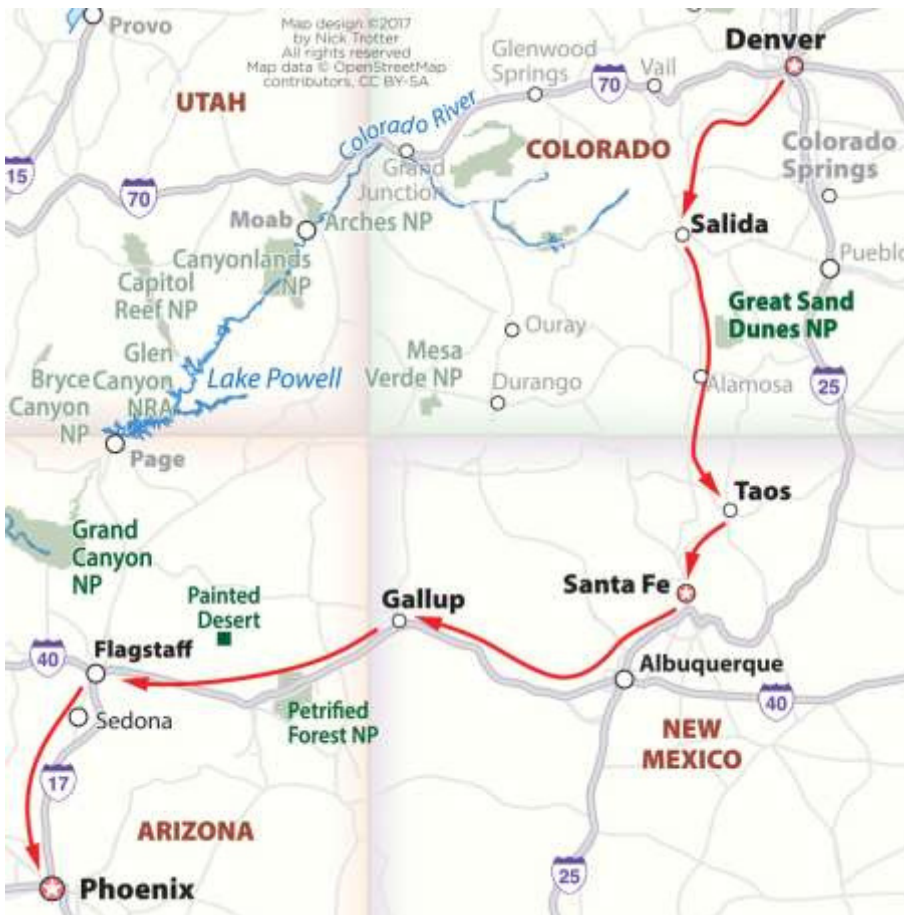 Provo
Map design ©2017
by Nick Trotter
All rights reserved
Map data © OpenStreetMap
contributors, CC BY-SA
Denver
Glenwood
Springs
Vail
70
UTAH
Colorado River
COLORADO
Colorado
Springs
15
70
Grand
Junction
Moab
Arches NP
Salida
Canyonlands
NP
Pueblo
Capitol
Reef NP
Great Sand
Dunes NP
Ouray
Glen
Canyon
NRA
Lake Powell
Mesa
Verde NP
Bryce
Canyon
NP
Durango
Alamosa
25
Page
Taos
Grand
Canyon
NP
Painted
Desert
Gallup
Santa Fe
40
Flagstaff
Albuquerque
Sedona
Petrified
Forest NP
40
NEW
MEXICO
17
ARIZONA
25
Phoenix